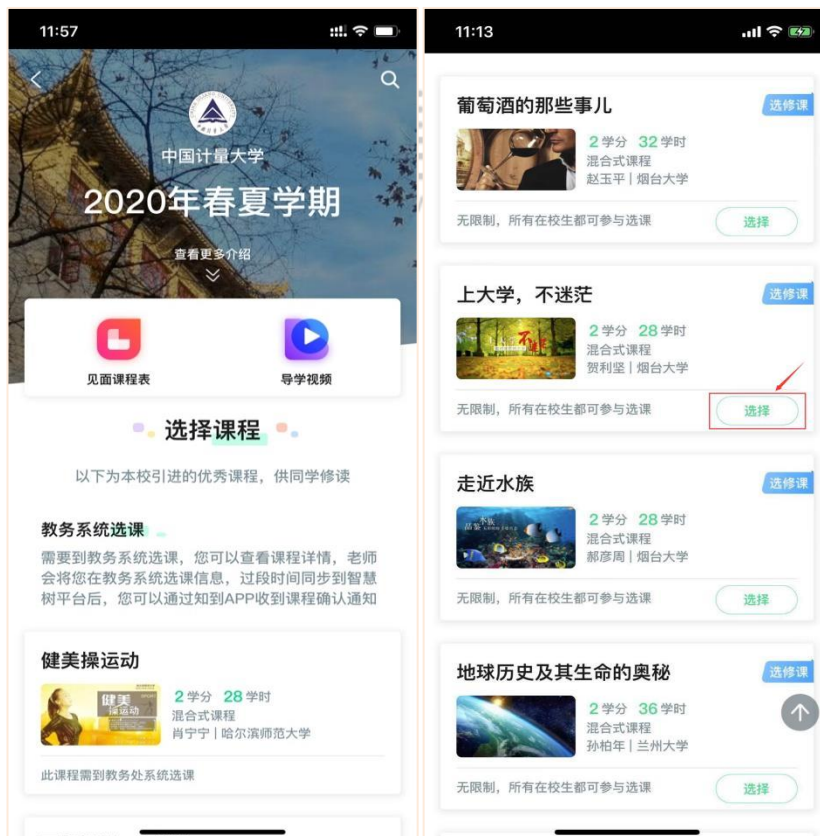 11:57
中国计量大学
2020年春夏学期
查看更多介绍
见面课程表
导学视频
选择课程
以下为本校引进的优秀课程，供同学修读
教务系统选课
需要到教务系统选课，您可以查看课程详情，老师
会将您在教务系统选课信息，过段时间同步到智慧
树平台后，您可以通过知到APP收到课程确认通知
健美操运动
健美
操运动
2学分 28学时
混合式课程
肖宁宁 | 哈尔滨师范大学
此课程需到教务处系统选课
11:13
葡萄酒的那些事儿
选修课
2学分 32学时
混合式课程
赵玉平 | 烟台大学
无限制，所有在校生都可参与选课
选择
上大学，不迷茫
选修课
2学分 28学时
混合式课程
贺利坚 | 烟台大学
无限制，所有在校生都可参与选课
选择
走近水族
选修课
品鉴水族
2学分 28学时
混合式课程
郝彦周 | 烟台大学
无限制，所有在校生都可参与选课
选择
地球历史及其生命的奥秘
选修课
2学分 36学时
混合式课程
孙柏年 | 兰州大学
无限制，所有在校生都可参与选课
选择